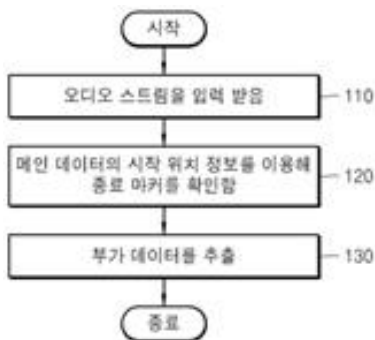 시작
오디오 스트림을 입력 받음
110
메인 데이터의 시작 위치 정보를 이용해
종료 마커를 확인함
120
부가 데이터를 추출
130
종료